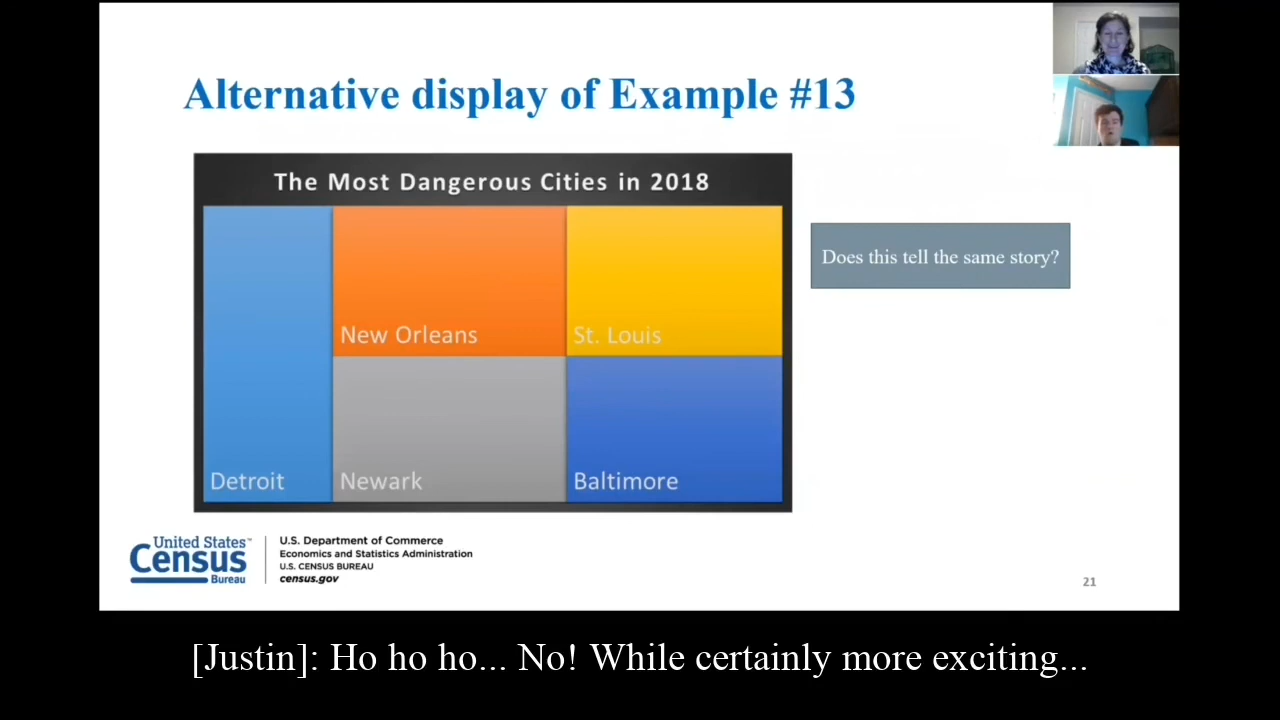 Alternative display of Example #13
The Most Dangerous Cities in 2018
New Orleans
St. Louis
Detroit
Newark
Baltimore
Does this tell the same story?
United States™
Census
Bureau
U.S. Department of Commerce
Economics and Statistics Administration
U.S. CENSUS BUREAU
census.gov
21
[Justin]: Ho ho ho... No! While certainly more exciting...